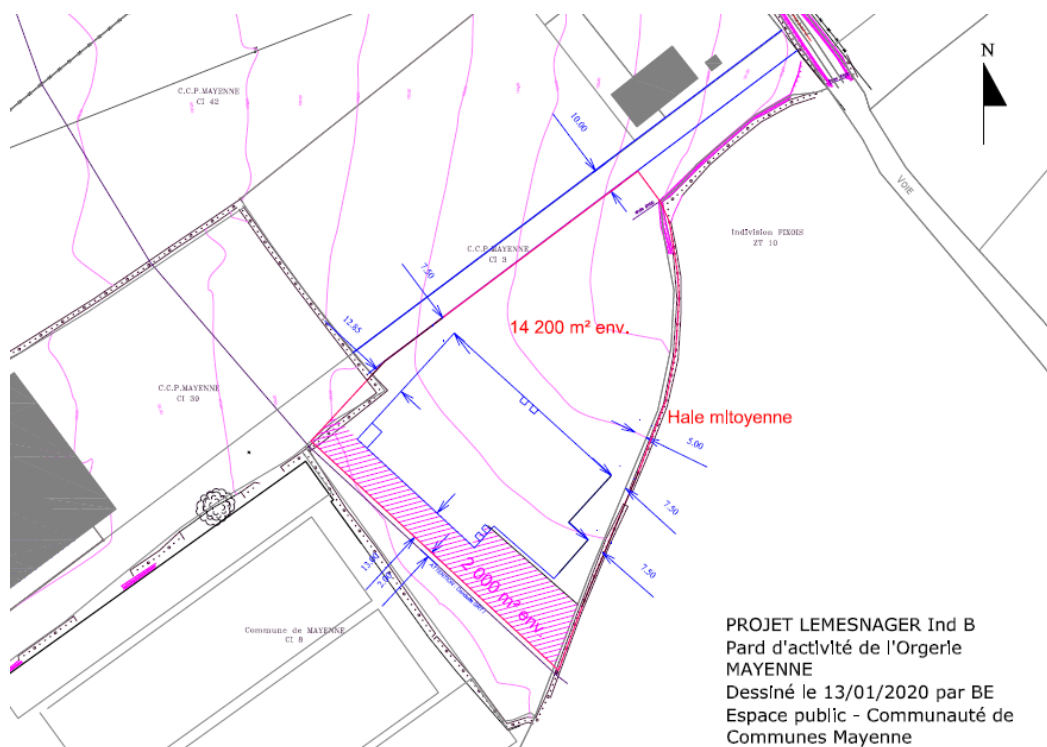 N
C.C.P.MAYENNE
CI 42
10.00
VOIE
Indivision FIXOIS
ZT 10
C.C.P.MAYENNE
CI 3
7.50
14 200 m² env.
12.85
C.C.P.MAYENNE
CI 39
Hale mitoyenne
5.00
7.50
7.50
2.000 m² env.
Commune de MAYENNE
CI 8
PROJET LEMESNAGER Ind B
Pard d'activité de l'Orgerie
MAYENNE
Dessiné le 13/01/2020 par BE
Espace public - Communauté de
Communes Mayenne